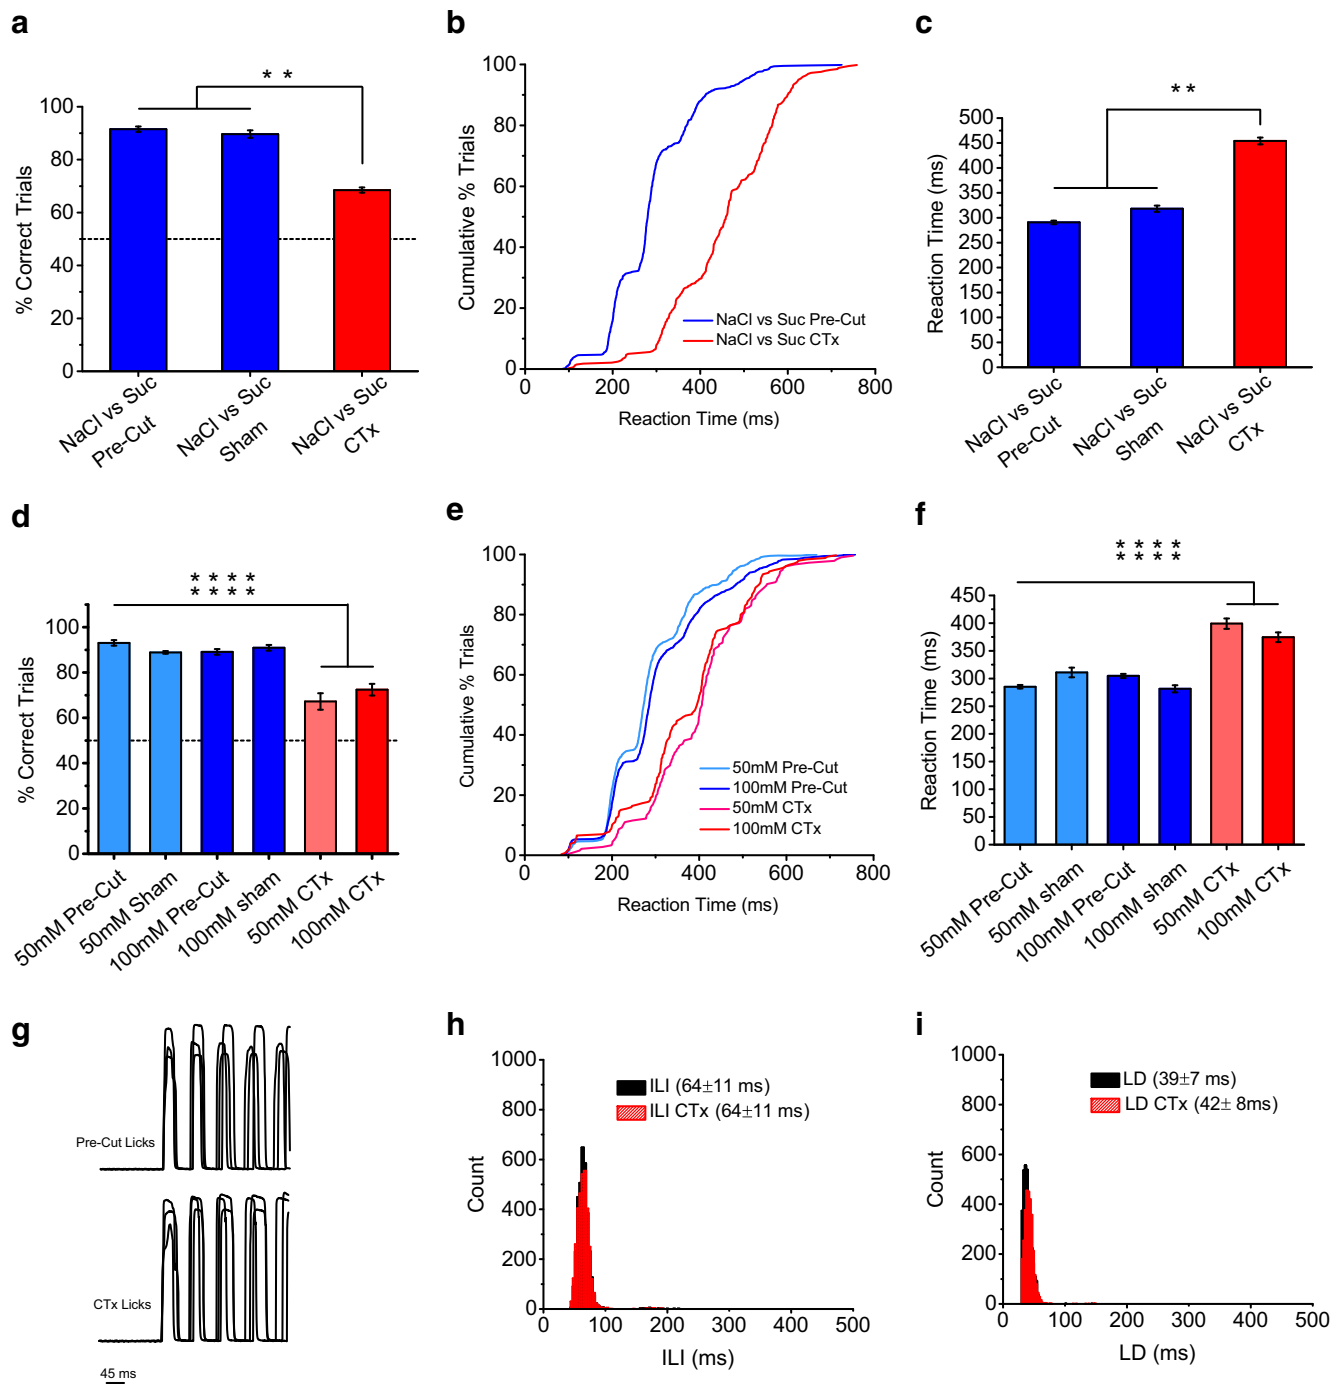 a
* *
% Correct Trials
100
80
60
40
20
0
NaCl vs Suc
Pre-Cut
NaCl vs Suc
Sham
NaCl vs Suc
CTx
b
Cumulative % Trials
100
80
60
40
20
0
NaCl vs Suc Pre-Cut
NaCl vs Suc CTx
0 200 400 600 800
Reaction Time (ms)
c
* *
Reaction Time (ms)
450
400
350
300
250
200
150
100
50
0
NaCl vs Suc
Pre-Cut
NaCl vs Suc
Sham
NaCl vs Suc
CTx
d
* * * *
* * * *
% Correct Trials
100
80
60
40
20
0
50mM Pre-Cut
50mM Sham
100mM Pre-Cut
100mM sham
50mM CTx
100mM CTx
e
Cumulative % Trials
100
80
60
40
20
0
50mM Pre-Cut
100mM Pre-Cut
50mM CTx
100mM CTx
0 200 400 600 800
Reaction Time (ms)
f
* * * *
* * * *
Reaction Time (ms)
450
400
350
300
250
200
150
100
50
0
50mM Pre-Cut
50mM sham
100mM Pre-Cut
100mM sham
50mM CTx
100mM CTx
g
Pre-Cut Licks
CTx Licks
45 ms
h
Count
1000
800
600
400
200
0
ILI (64±11 ms)
ILI CTx (64±11 ms)
0 100 200 300 400 500
ILI (ms)
i
Count
1000
800
600
400
200
0
LD (39±7 ms)
LD CTx (42± 8ms)
0 100 200 300 400 500
LD (ms)